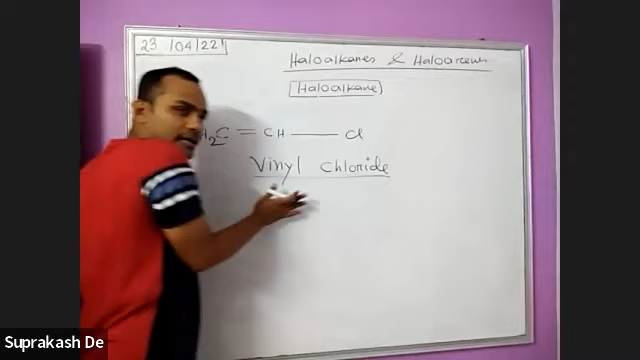 23/04/22
Haloalkanes & Haloarenes
Haloalkane
H₂C = CH — Cl
Vinyl Chloride
Suprakash De